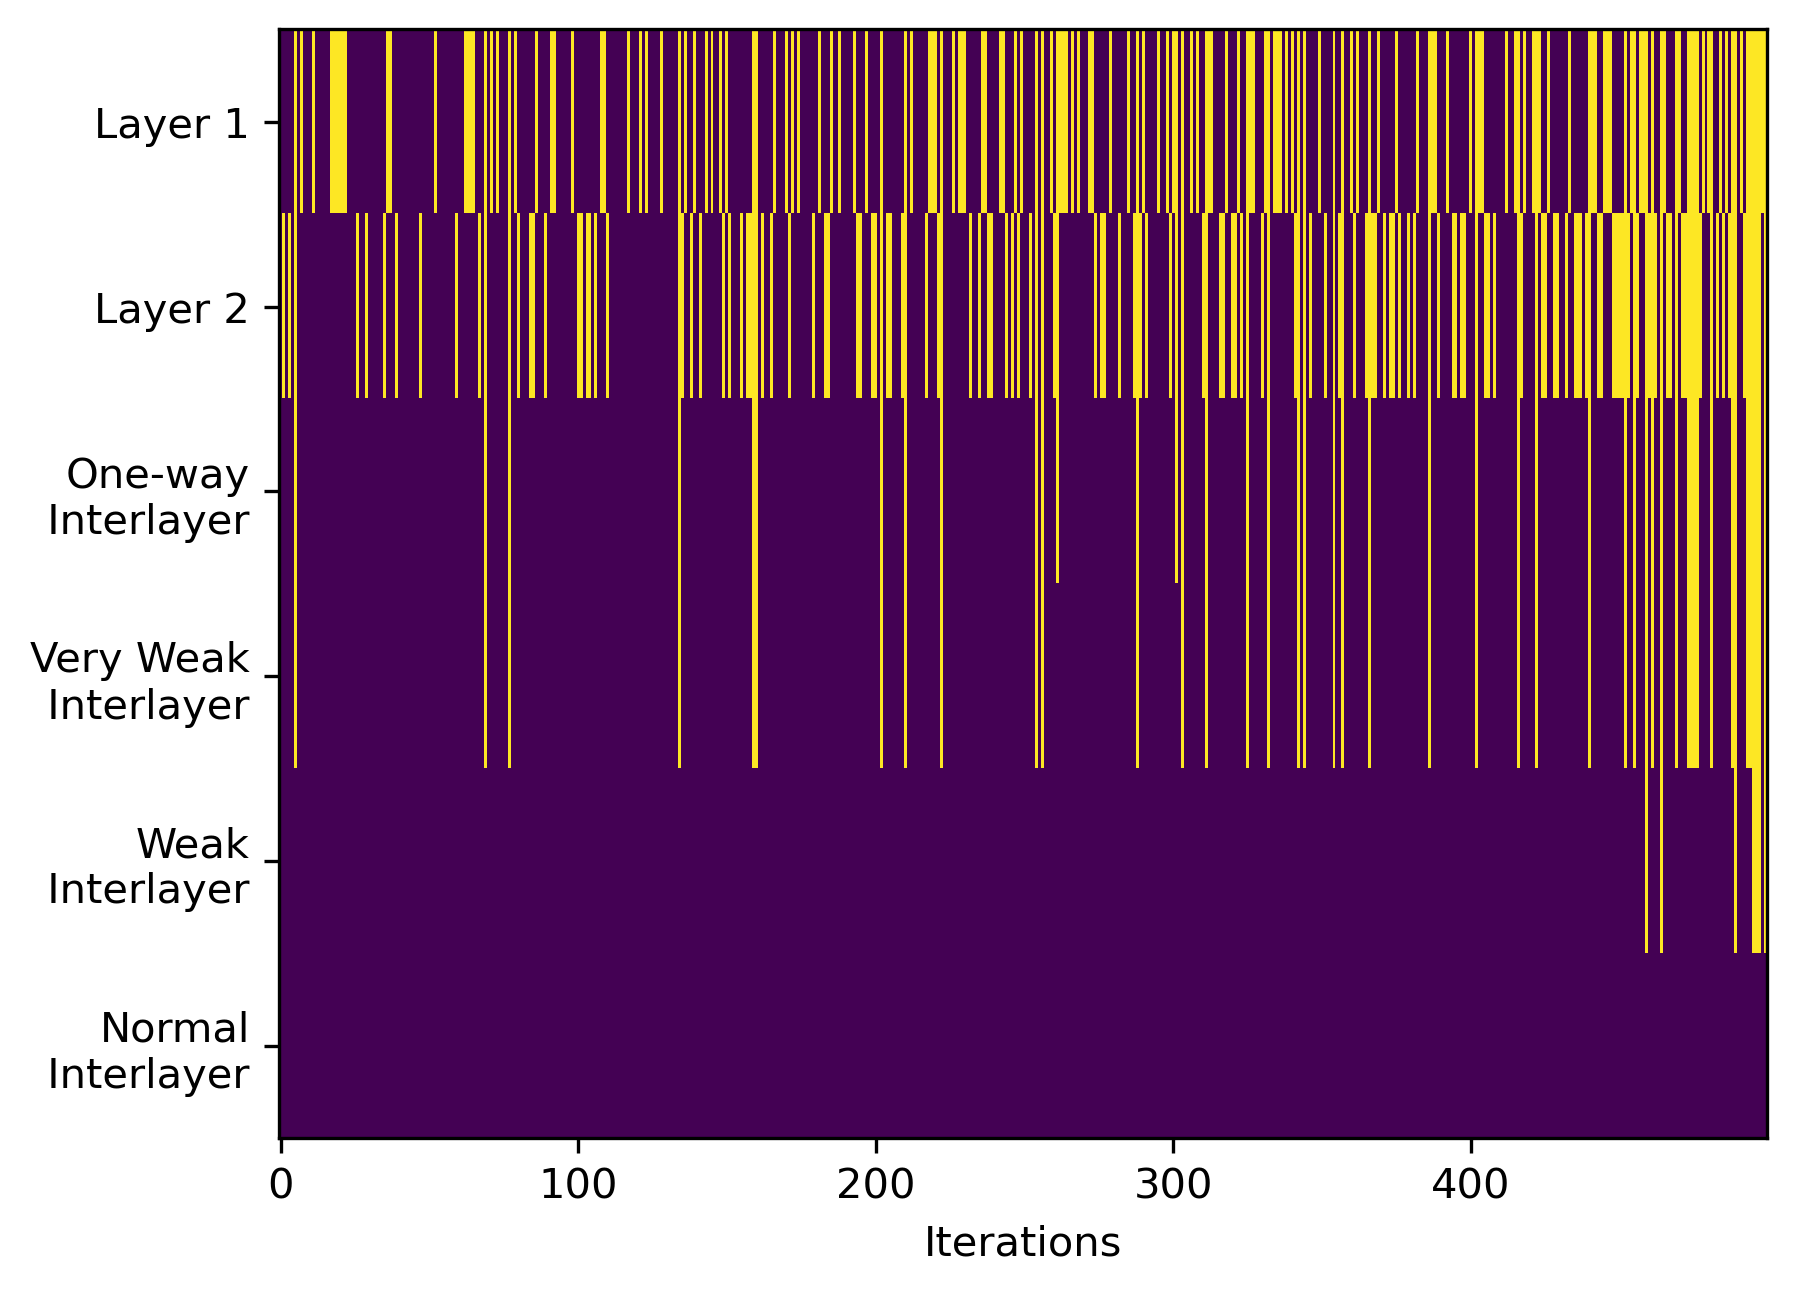 Layer 1
Layer 2
One-way
Interlayer
Very Weak
Interlayer
Weak
Interlayer
Normal
Interlayer
0 100 200 300 400
Iterations